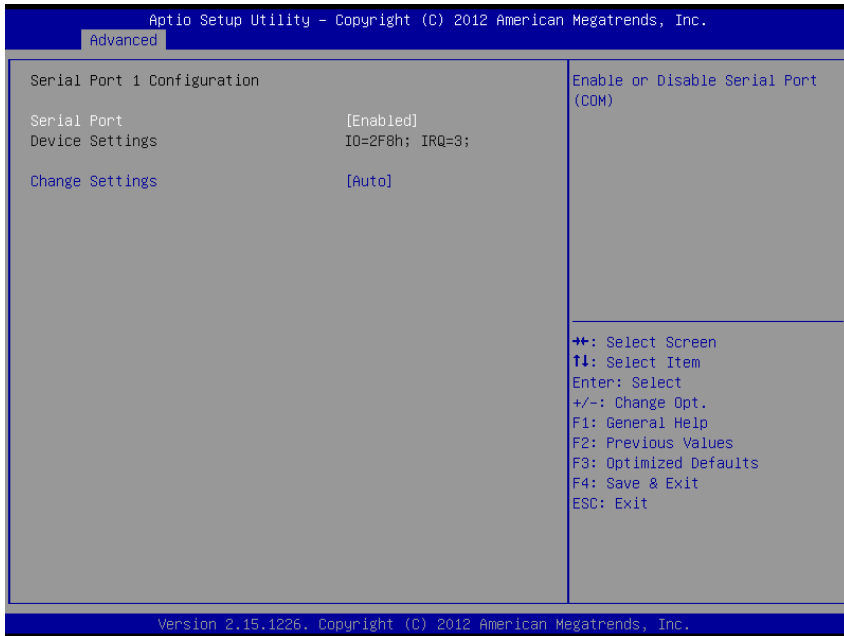 Aptio Setup Utility – Copyright (C) 2012 American Megatrends, Inc.
Advanced
Serial Port 1 Configuration
Serial Port [Enabled]
Device Settings IO=2F8h; IRQ=3;
Change Settings [Auto]
Enable or Disable Serial Port
(COM)
→←: Select Screen
↑↓: Select Item
Enter: Select
+/-: Change Opt.
F1: General Help
F2: Previous Values
F3: Optimized Defaults
F4: Save & Exit
ESC: Exit
Version 2.15.1226. Copyright (C) 2012 American Megatrends, Inc.